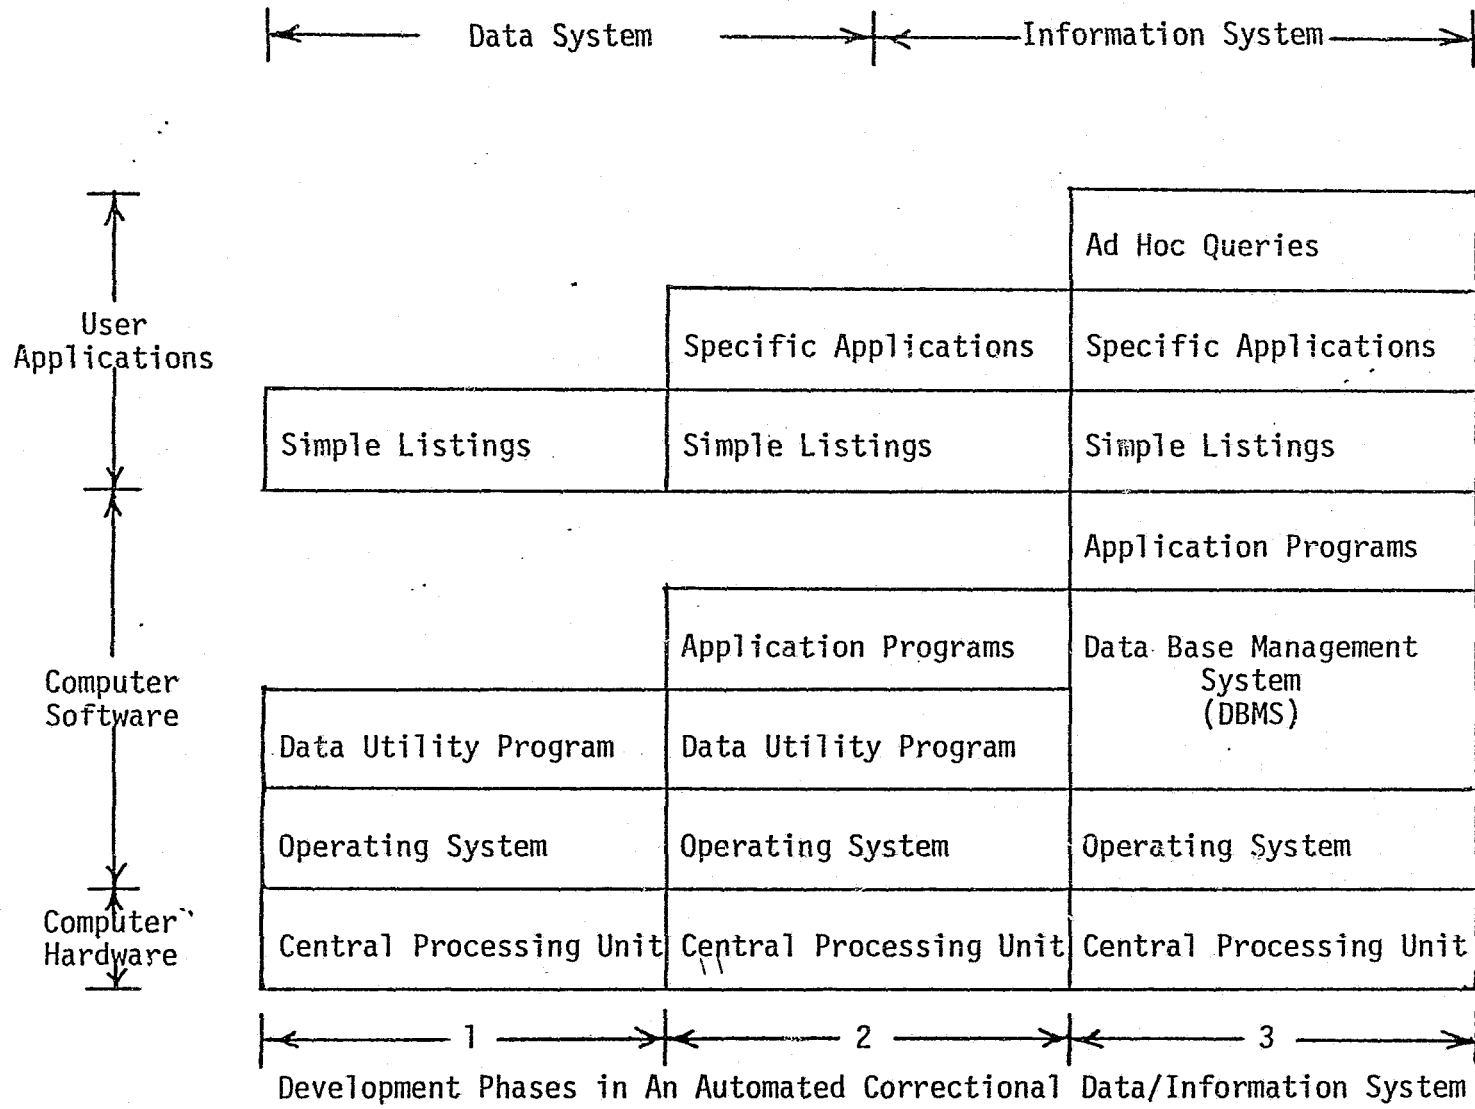 Data System
Information System
Ad Hoc Queries
User
Applications
Specific Applications
Specific Applications
Simple Listings
Simple Listings
Simple Listings
Application Programs
Computer
Software
Application Programs
Data Base Management
System
(DBMS)
Data Utility Program
Data Utility Program
Operating System
Operating System
Operating System
Computer
Hardware
Central Processing Unit
Central Processing Unit
Central Processing Unit
1
2
3
Development Phases in An Automated Correctional Data/Information System